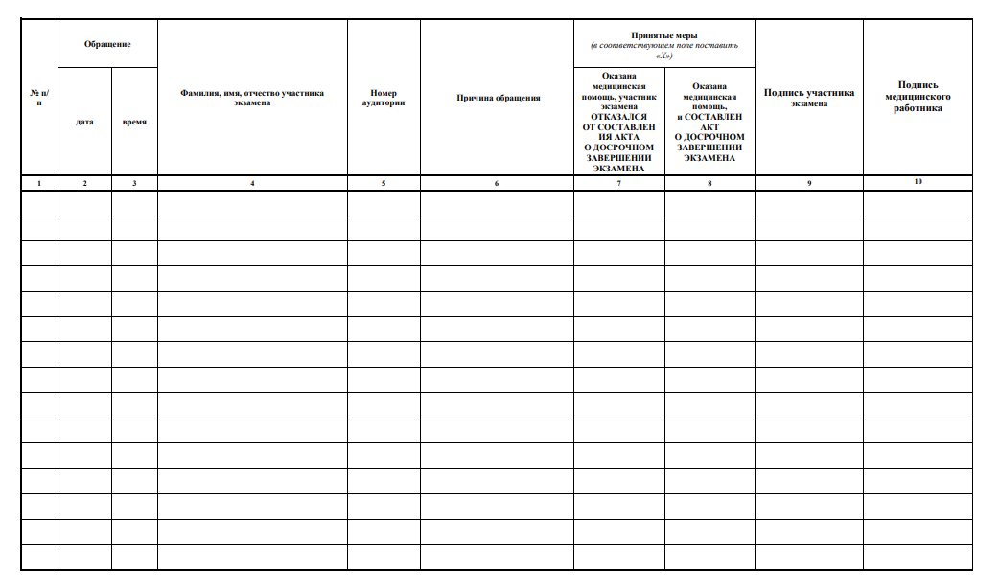 № п/
п
Обращение
дата
время
Фамилия, имя, отчество участника
экзамена
Номер
аудитории
Причина обращения
Принятые меры
(в соответствующем поле поставить
«Х»)
Оказана
медицинская
помощь, участник
экзамена
ОТКАЗАЛСЯ
ОТ СОСТАВЛЕН
ИЯ АКТА
О ДОСРОЧНОМ
ЗАВЕРШЕНИИ
ЭКЗАМЕНА
Оказана
медицинская
помощь,
и СОСТАВЛЕН
АКТ
О ДОСРОЧНОМ
ЗАВЕРШЕНИИ
ЭКЗАМЕНА
Подпись участника
экзамена
Подпись
медицинского
работника
1 2 3 4 5 6 7 8 9 10